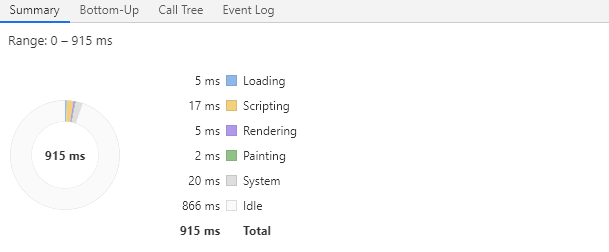 Summary Bottom-Up Call Tree Event Log
Range: 0 – 915 ms
5 ms Loading
17 ms Scripting
5 ms Rendering
915 ms
2 ms Painting
20 ms System
866 ms Idle
915 ms Total